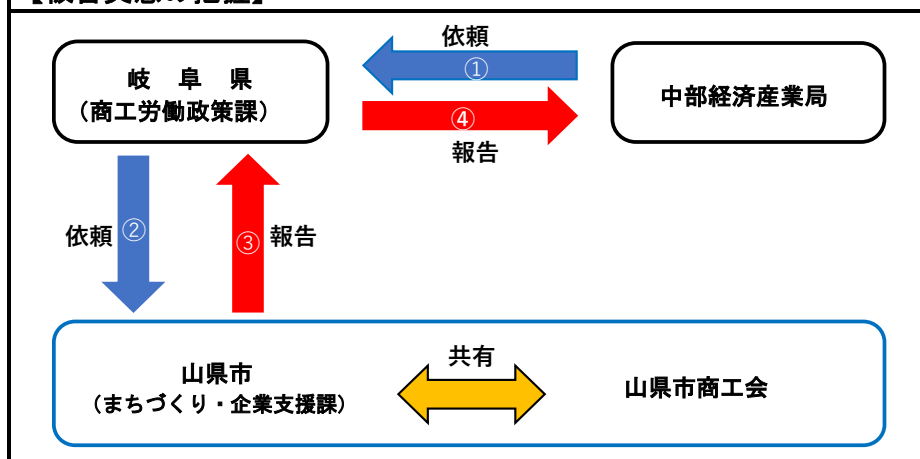 依頼
①
岐 阜 県
(商工労働政策課)
中部経済産業局
④
報告
依頼
②
③
報告
山県市
(まちづくり・企業支援課)
共有
山県市商工会